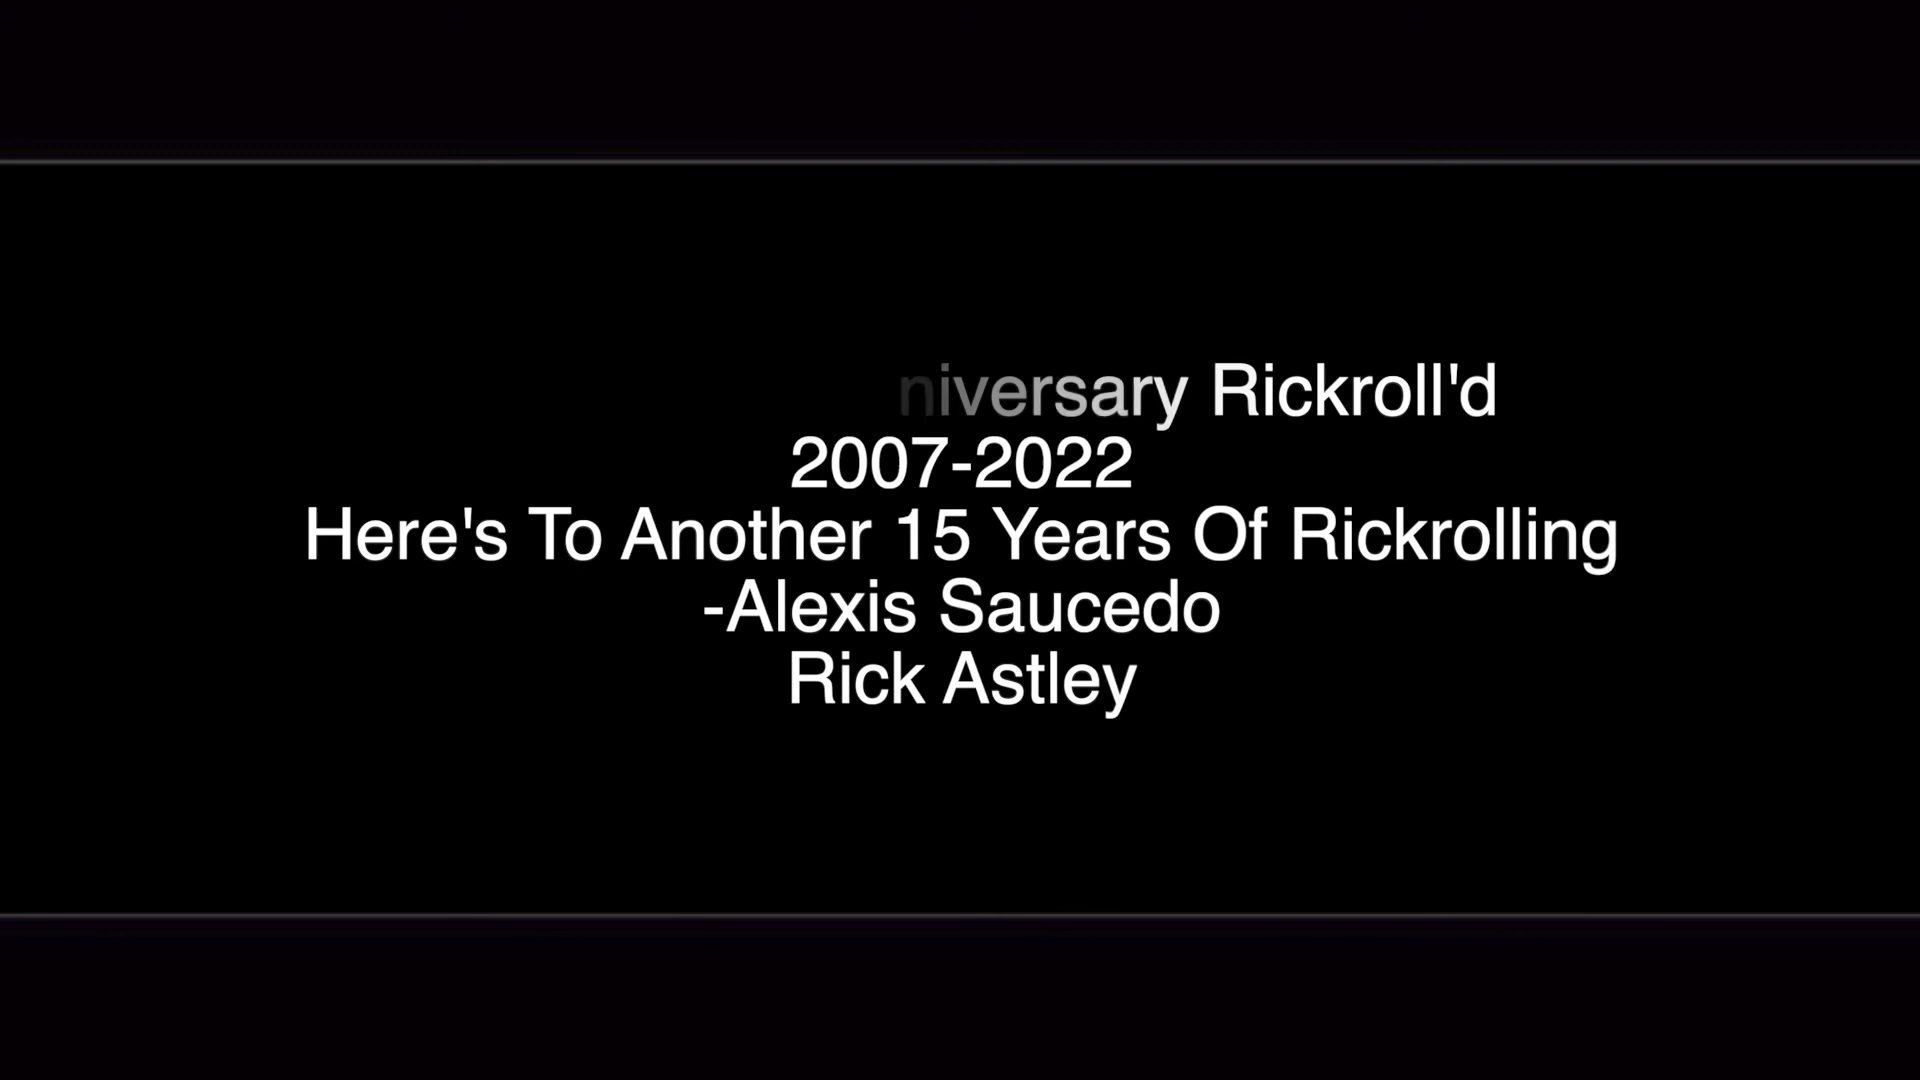 niversary Rickroll'd
2007-2022
Here's To Another 15 Years Of Rickrolling
-Alexis Saucedo
Rick Astley